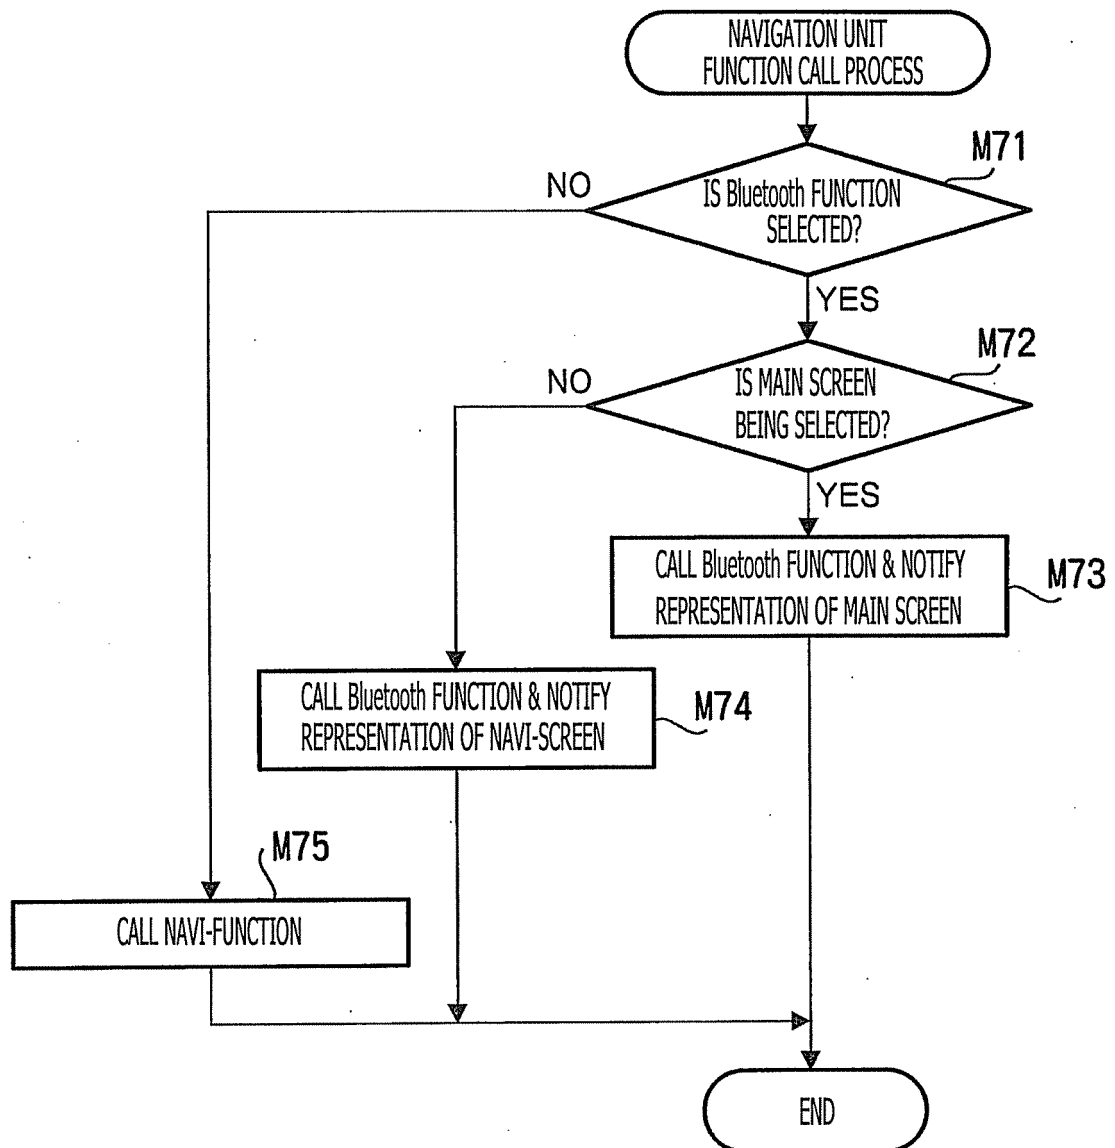 NAVIGATION UNIT
FUNCTION CALL PROCESS
M71
NO
IS Bluetooth FUNCTION
SELECTED?
YES
M72
NO
IS MAIN SCREEN
BEING SELECTED?
YES
CALL Bluetooth FUNCTION & NOTIFY
REPRESENTATION OF MAIN SCREEN
M73
CALL Bluetooth FUNCTION & NOTIFY
REPRESENTATION OF NAVI-SCREEN
M74
M75
CALL NAVI-FUNCTION
END